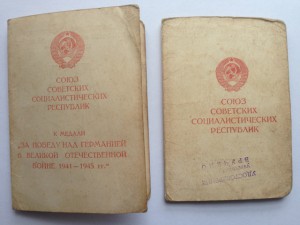 СОЮЗ
СОВЕТСКИХ
СОЦИАЛИСТИЧЕСКИХ
РЕСПУБЛИК
К МЕДАЛИ
„ЗА ПОБЕДУ НАД ГЕРМАНИЕЙ
В ВЕЛИКОЙ ОТЕЧЕСТВЕННОЙ
ВОЙНЕ 1941—1945 гг.“
СОЮЗ
СОВЕТСКИХ
СОЦИАЛИСТИЧЕСКИХ
РЕСПУБЛИК